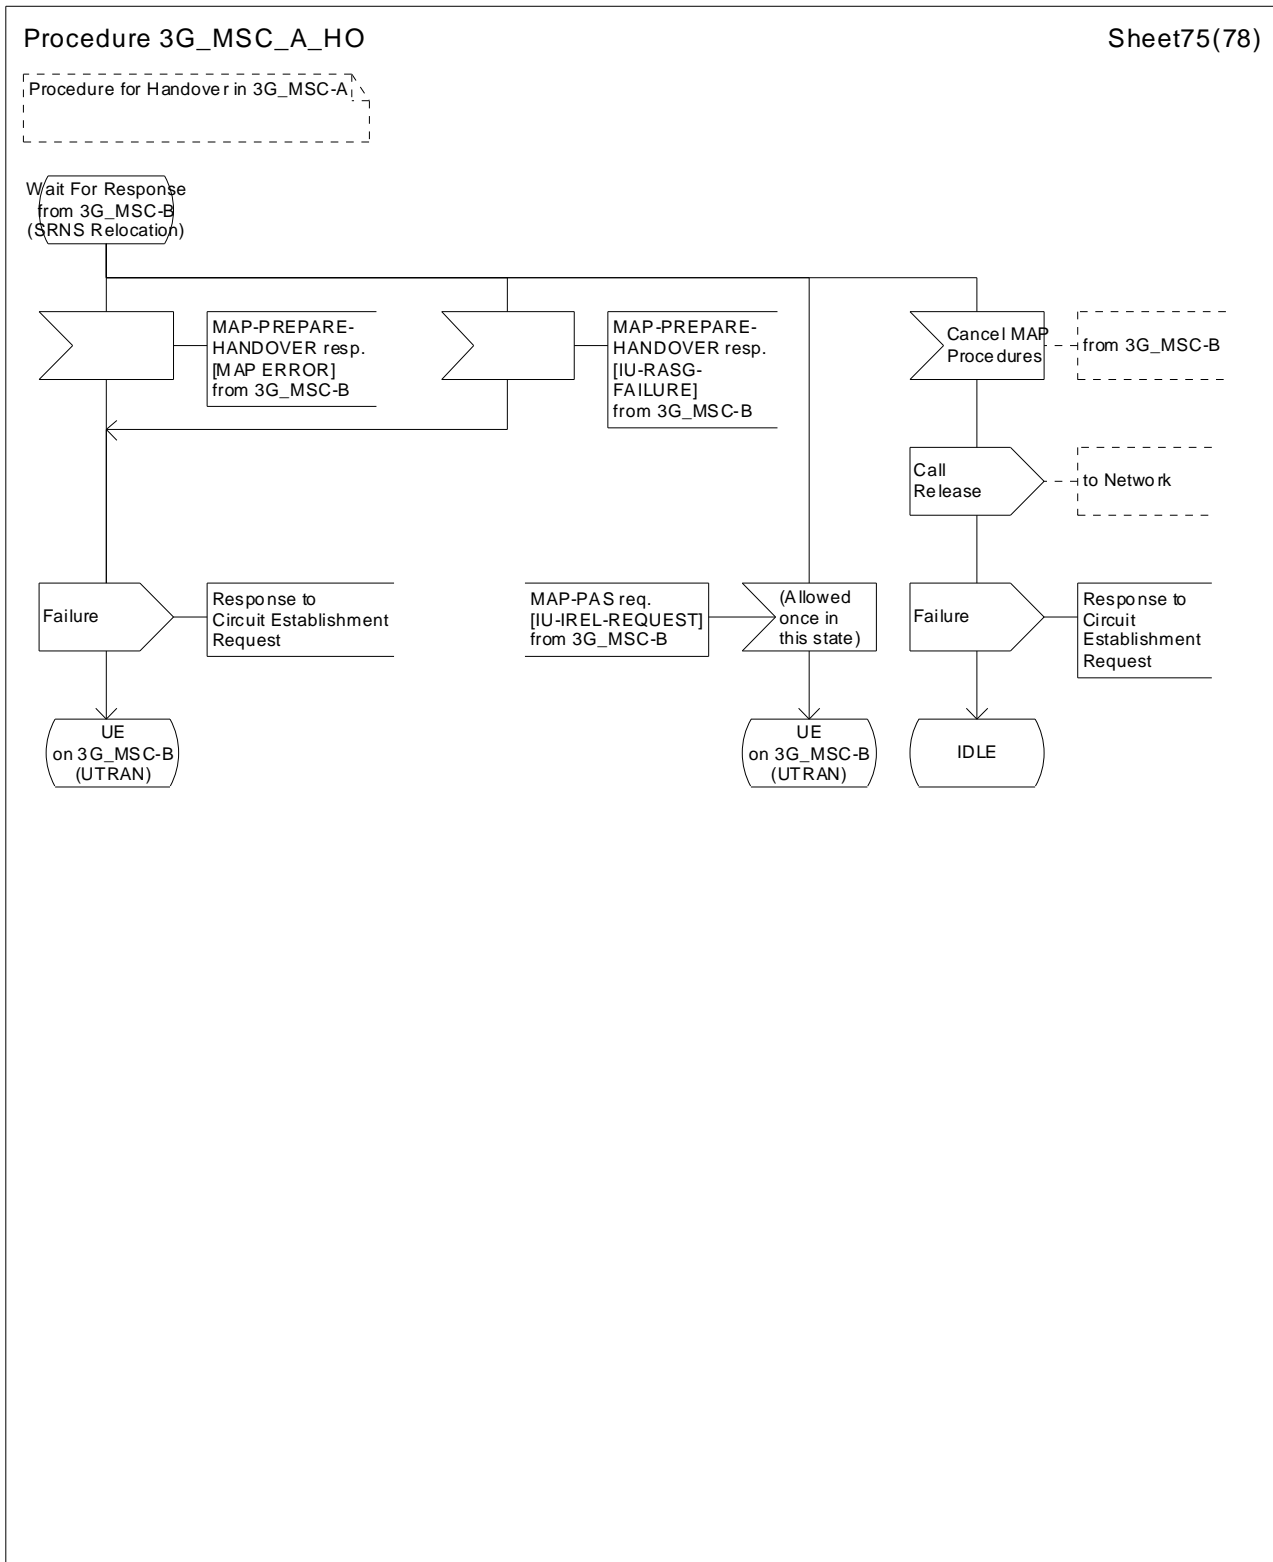 Procedure 3G_MSC_A_HO
Sheet75(78)
Procedure for Handover in 3G_MSC-A
Wait For Response
from 3G_MSC-B
(SRNS Relocation)
MAP-PREPARE-
HANDOVER resp.
[MAP ERROR]
from 3G_MSC-B
MAP-PREPARE-
HANDOVER resp.
[IU-RASG-
FAILURE]
from 3G_MSC-B
Cancel MAP
Procedures
from 3G_MSC-B
Call
Release
to Network
Failure
Response to
Circuit Establishment
Request
MAP-PAS req.
[IU-IREL-REQUEST]
from 3G_MSC-B
(Allowed
once in
this state)
Failure
Response to
Circuit
Establishment
Request
UE
on 3G_MSC-B
(UTRAN)
UE
on 3G_MSC-B
(UTRAN)
IDLE